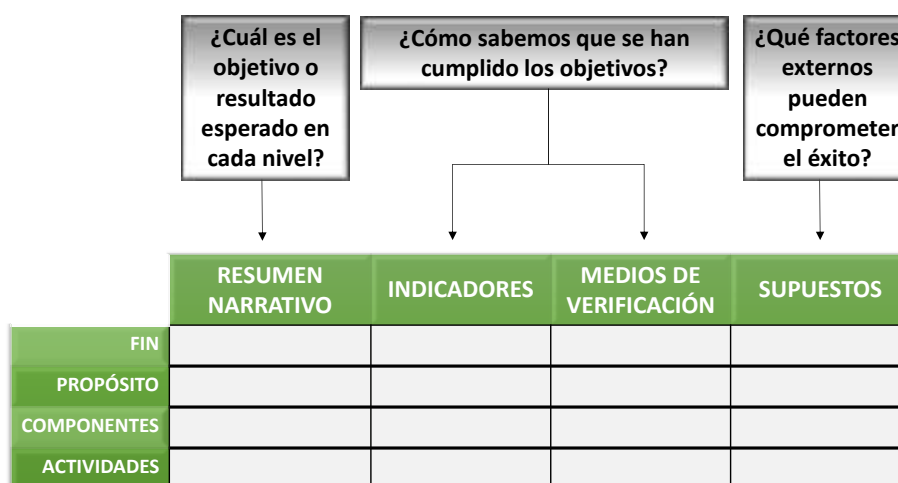 ¿Cuál es el
objetivo o
resultado
esperado en
cada nivel?
¿Cómo sabemos que se han
cumplido los objetivos?
¿Qué factores
externos
pueden
comprometer
el éxito?
RESUMEN
NARRATIVO
INDICADORES
MEDIOS DE
VERIFICACIÓN
SUPUESTOS
FIN
PROPÓSITO
COMPONENTES
ACTIVIDADES